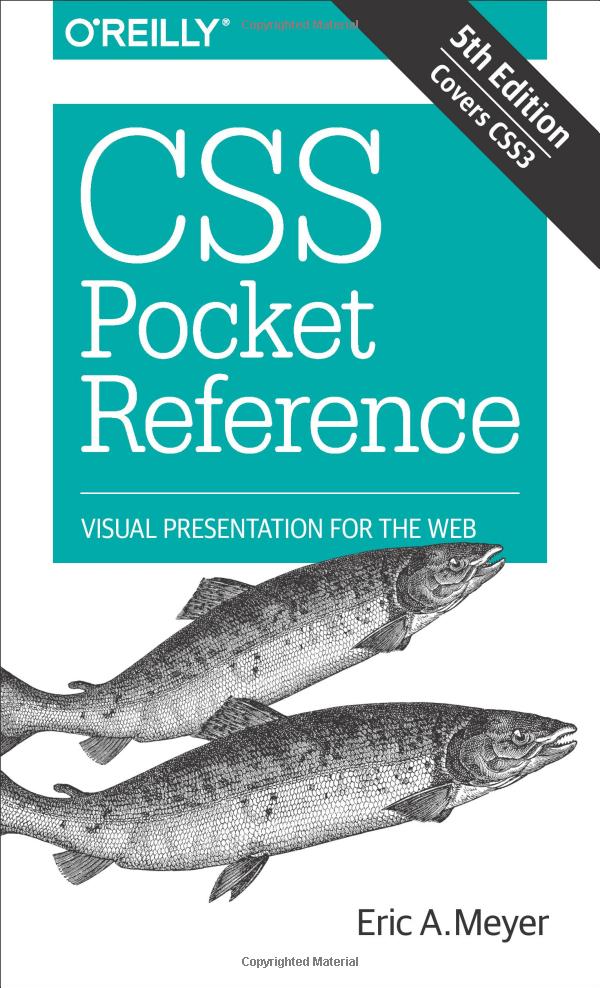 O'REILLY®
Copyrighted Material
5th Edition
Covers CSS3
CSS
Pocket
Reference
VISUAL PRESENTATION FOR THE WEB
Eric A. Meyer
Copyrighted Material